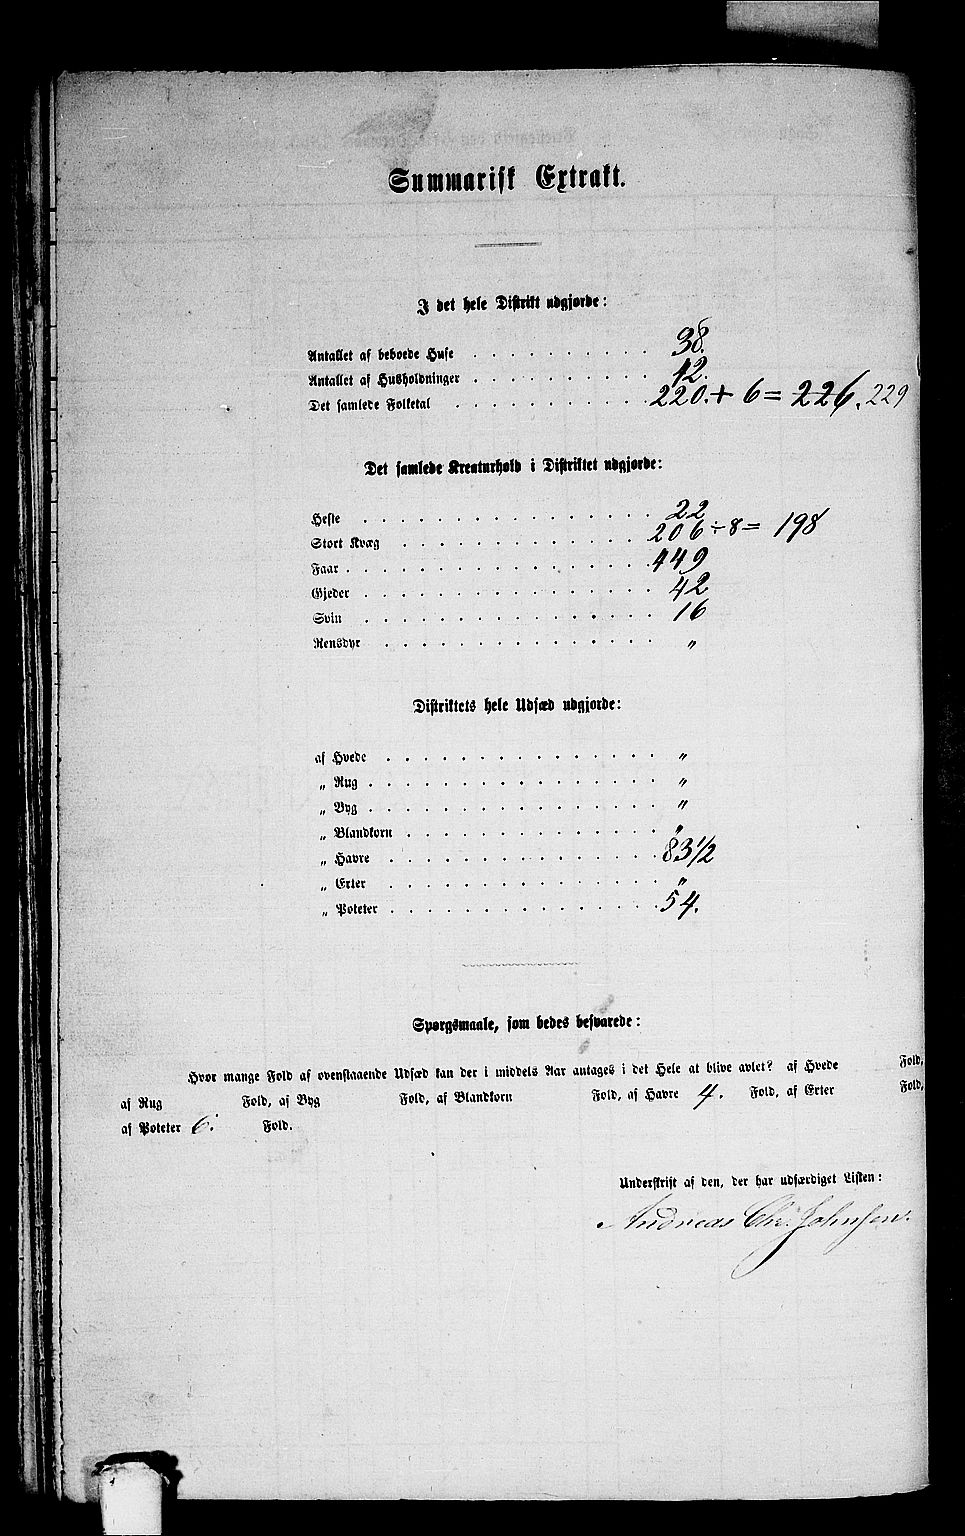 Summarisk Extrakt.
I det hele Distrikt udgjorde:
Antallet af beboede Huse . . . . . . . . . . 38.
Antallet af Husholdninger . . . . . . . . . . 42.
Det samlede Folketal . . . . . . . . . . . 220. + 6 = 226. 229
Det samlede Kreaturhold i Distriktet udgjorde:
Heste . . . . . . . . . . . . . . . . 22
Stort Kvæg . . . . . . . . . . . . . 206 ÷ 8 = 198
Faar . . . . . . . . . . . . . . . . 449
Gjeder . . . . . . . . . . . . . . . 42
Svin . . . . . . . . . . . . . . . . 16
Rensdyr . . . . . . . . . . . . . . „
Distriktets hele Udsæd udgjorde:
af Hvede . . . . . . . . . . . . . . „
„ Rug . . . . . . . . . . . . . . . „
„ Byg . . . . . . . . . . . . . . . „
„ Blandkorn . . . . . . . . . . . . . „
„ Havre . . . . . . . . . . . . . . 83 1/2
„ Erter . . . . . . . . . . . . . . „
„ Poteter . . . . . . . . . . . . . . 54.
Spørgsmaale, som bedes besvarede:
Hvor mange Fold af ovenstaaende Udsæd kan der i middels Aar antages i det Hele at blive avlet? af Hvede Fold,
af Rug Fold, af Byg Fold, af Blandkorn Fold, af Havre 4. Fold, af Erter Fold,
af Poteter 6. Fold.
Underskrift af den, der har udfærdiget Listen:
Andreas Chr. Johnsen.